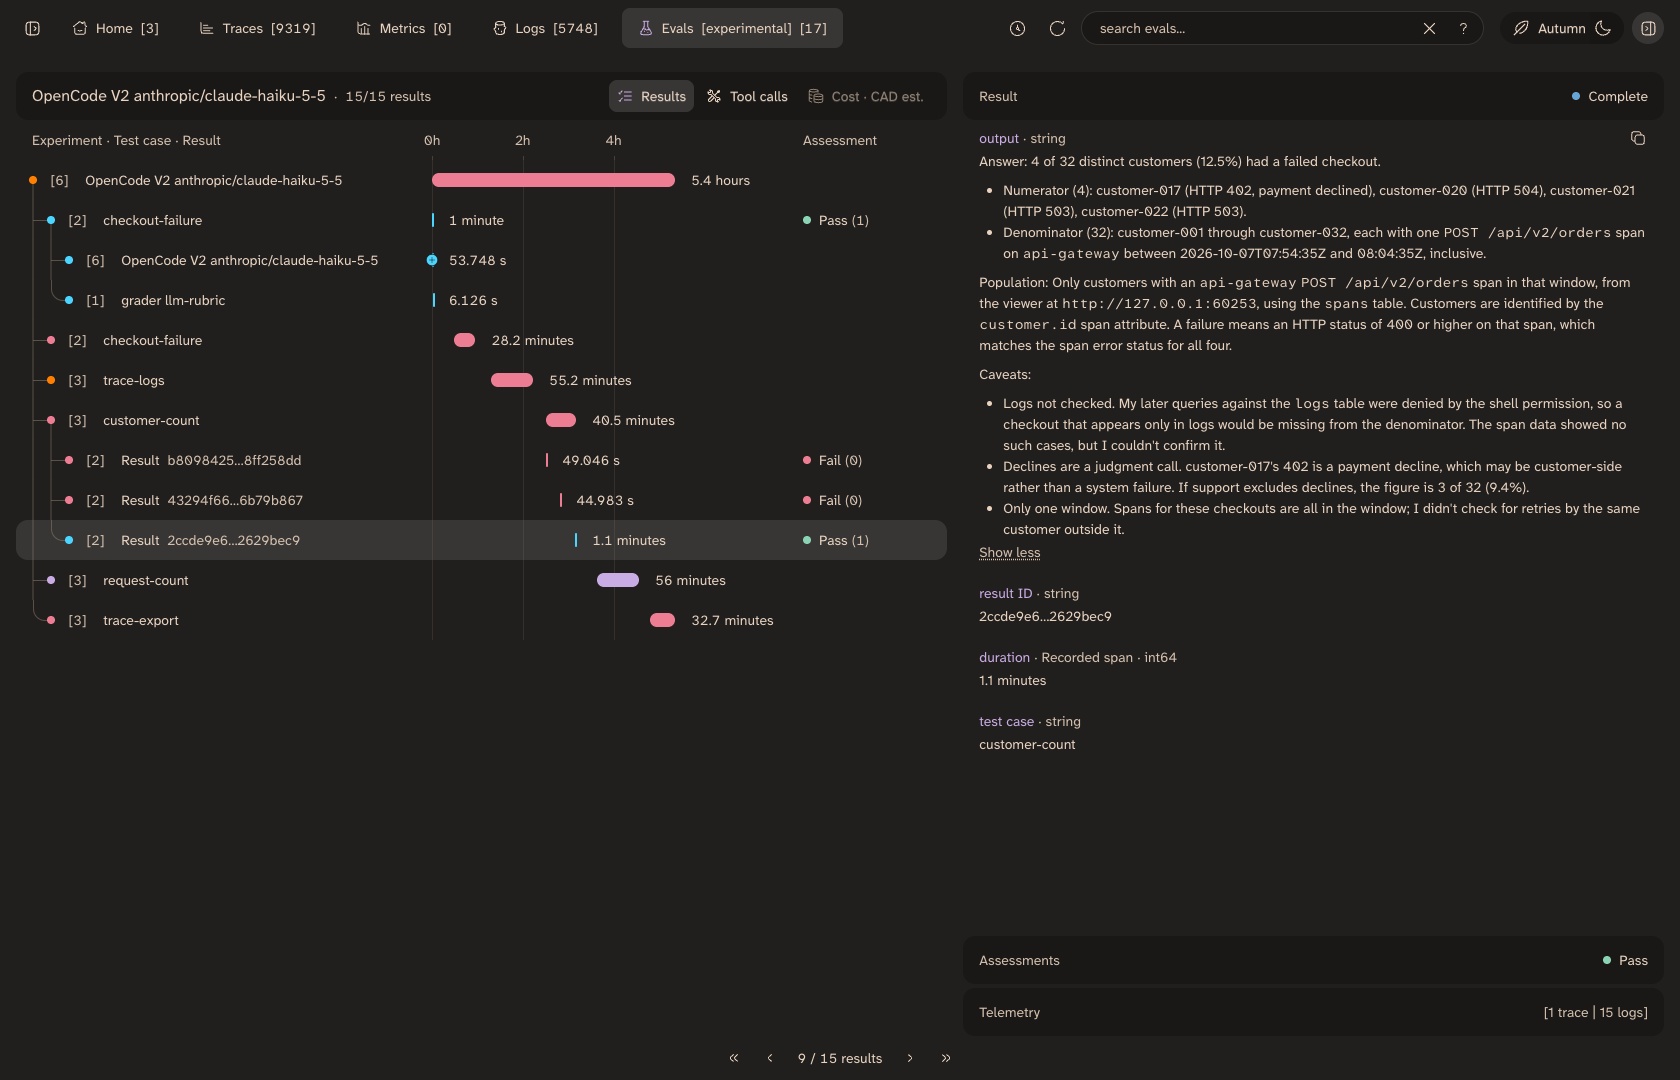 Home [3]
Traces [9319]
Metrics [0]
Logs [5748]
Evals [experimental] [17]
search evals...
?
Autumn
OpenCode V2 anthropic/claude-haiku-5-5 · 15/15 results
Results
Tool calls
Cost · CAD est.
Experiment · Test case · Result
0h
2h
4h
Assessment
[6] OpenCode V2 anthropic/claude-haiku-5-5 5.4 hours
[2] checkout-failure 1 minute Pass (1)
[6] OpenCode V2 anthropic/claude-haiku-5-5 53.748 s
[1] grader llm-rubric 6.126 s
[2] checkout-failure 28.2 minutes
[3] trace-logs 55.2 minutes
[3] customer-count 40.5 minutes
[2] Result b8098425…8ff258dd 49.046 s Fail (0)
[2] Result 43294f66…6b79b867 44.983 s Fail (0)
[2] Result 2ccde9e6…2629bec9 1.1 minutes Pass (1)
[3] request-count 56 minutes
[3] trace-export 32.7 minutes
Result
Complete
output · string
Answer: 4 of 32 distinct customers (12.5%) had a failed checkout.
• Numerator (4): customer-017 (HTTP 402, payment declined), customer-020 (HTTP 504), customer-021
(HTTP 503), customer-022 (HTTP 503).
• Denominator (32): customer-001 through customer-032, each with one POST /api/v2/orders span
on api-gateway between 2026-10-07T07:54:35Z and 08:04:35Z, inclusive.
Population: Only customers with an api-gateway POST /api/v2/orders span in that window, from
the viewer at http://127.0.0.1:60253, using the spans table. Customers are identified by the
customer.id span attribute. A failure means an HTTP status of 400 or higher on that span, which
matches the span error status for all four.
Caveats:
• Logs not checked. My later queries against the logs table were denied by the shell permission, so a
checkout that appears only in logs would be missing from the denominator. The span data showed no
such cases, but I couldn't confirm it.
• Declines are a judgment call. customer-017's 402 is a payment decline, which may be customer-side
rather than a system failure. If support excludes declines, the figure is 3 of 32 (9.4%).
• Only one window. Spans for these checkouts are all in the window; I didn't check for retries by the same
customer outside it.
Show less
result ID · string
2ccde9e6…2629bec9
duration · Recorded span · int64
1.1 minutes
test case · string
customer-count
Assessments
Pass
Telemetry
[1 trace | 15 logs]
« ‹ 9 / 15 results › »